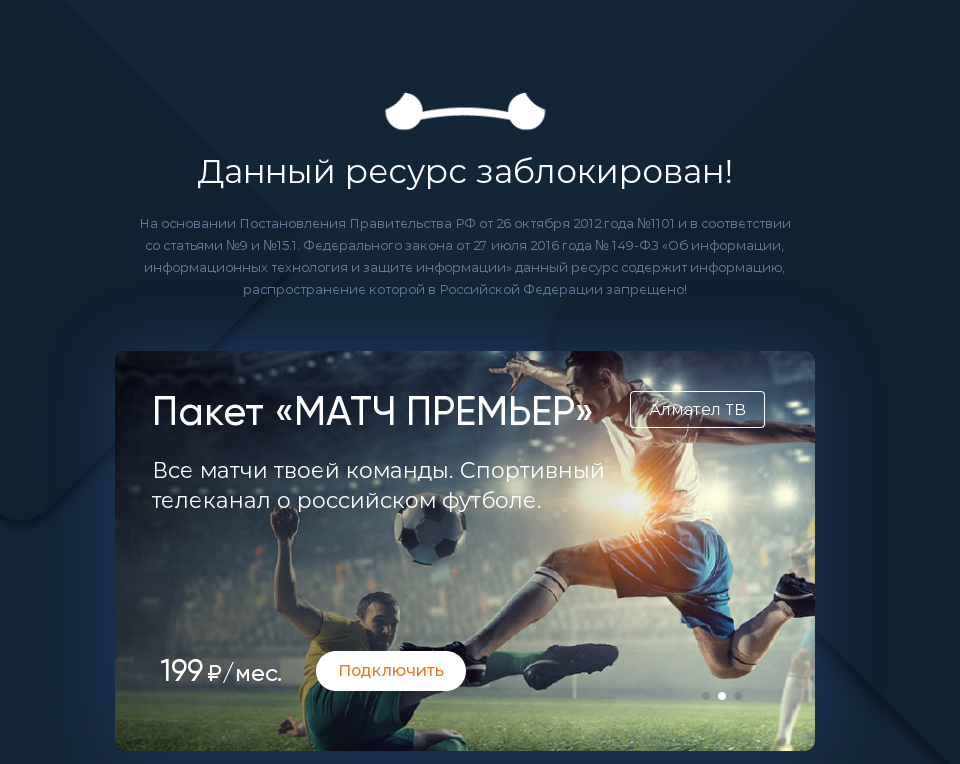 Данный ресурс заблокирован!
На основании Постановления Правительства РФ от 26 октября 2012 года №1101 и в соответствии
со статьями №9 и №15.1. Федерального закона от 27 июля 2016 года № 149-ФЗ «Об информации,
информационных технология и защите информации» данный ресурс содержит информацию,
распространение которой в Российской Федерации запрещено!
Пакет «МАТЧ ПРЕМЬЕР»
Алмател ТВ
Все матчи твоей команды. Спортивный
телеканал о российском футболе.
199 ₽/мес.
Подключить